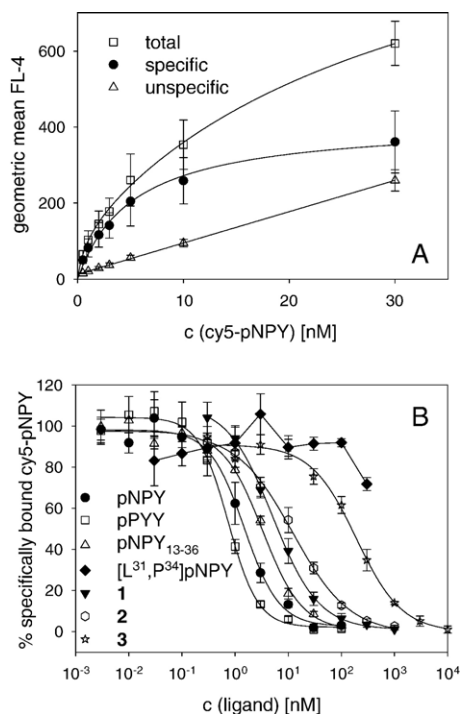 geometric mean FL-4
600
400
200
0
total
specific
unspecific
A
0
10
20
30
c (cy5-pNPY) [nM]
% specifically bound cy5-pNPY
120
100
80
60
40
20
0
B
pNPY
pPYY
pNPY13-36
[L31,P34]pNPY
1
2
3
10-3
10-2
10-1
100
101
102
103
104
c (ligand) [nM]